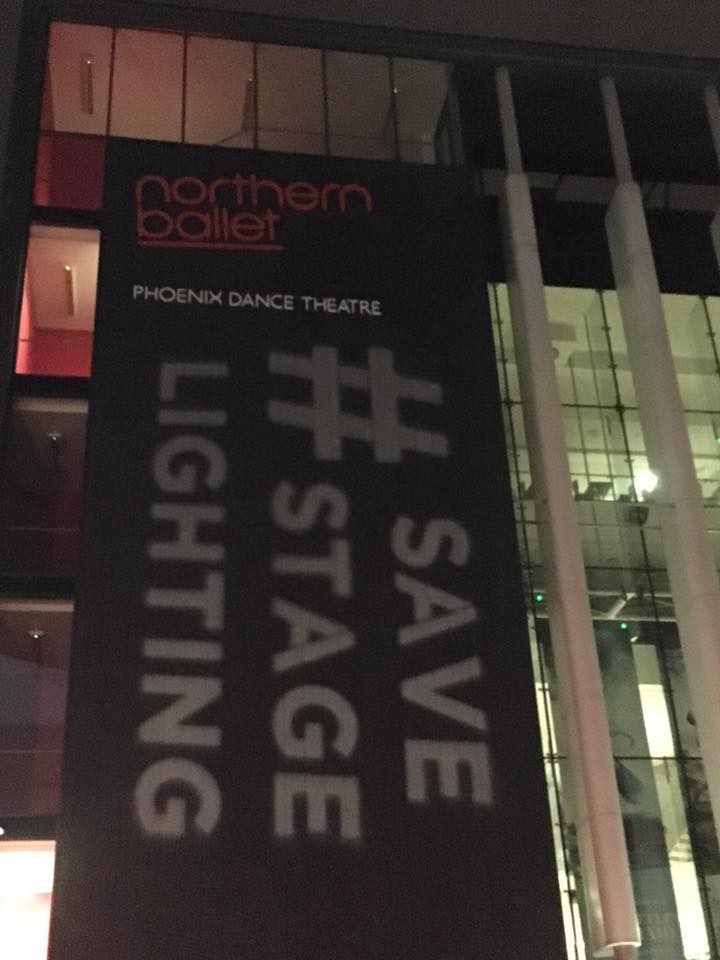 northern
ballet
PHOENIX DANCE THEATRE
# SAVE
STAGE
LIGHTING